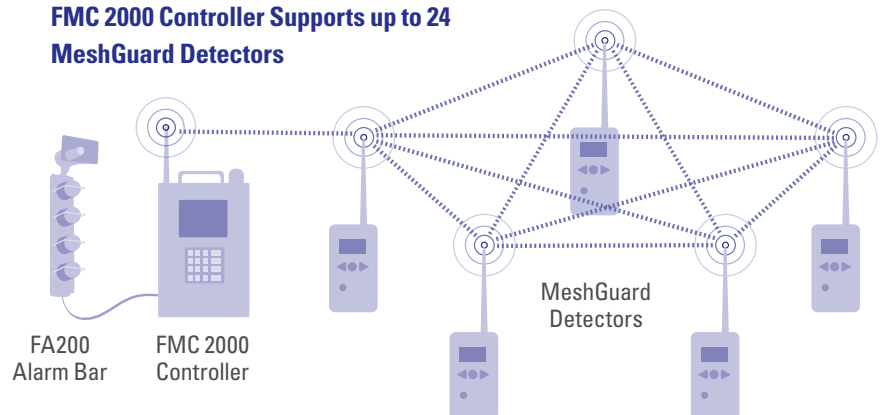 FMC 2000 Controller Supports up to 24
MeshGuard Detectors
MeshGuard
Detectors
FA200
Alarm Bar
FMC 2000
Controller